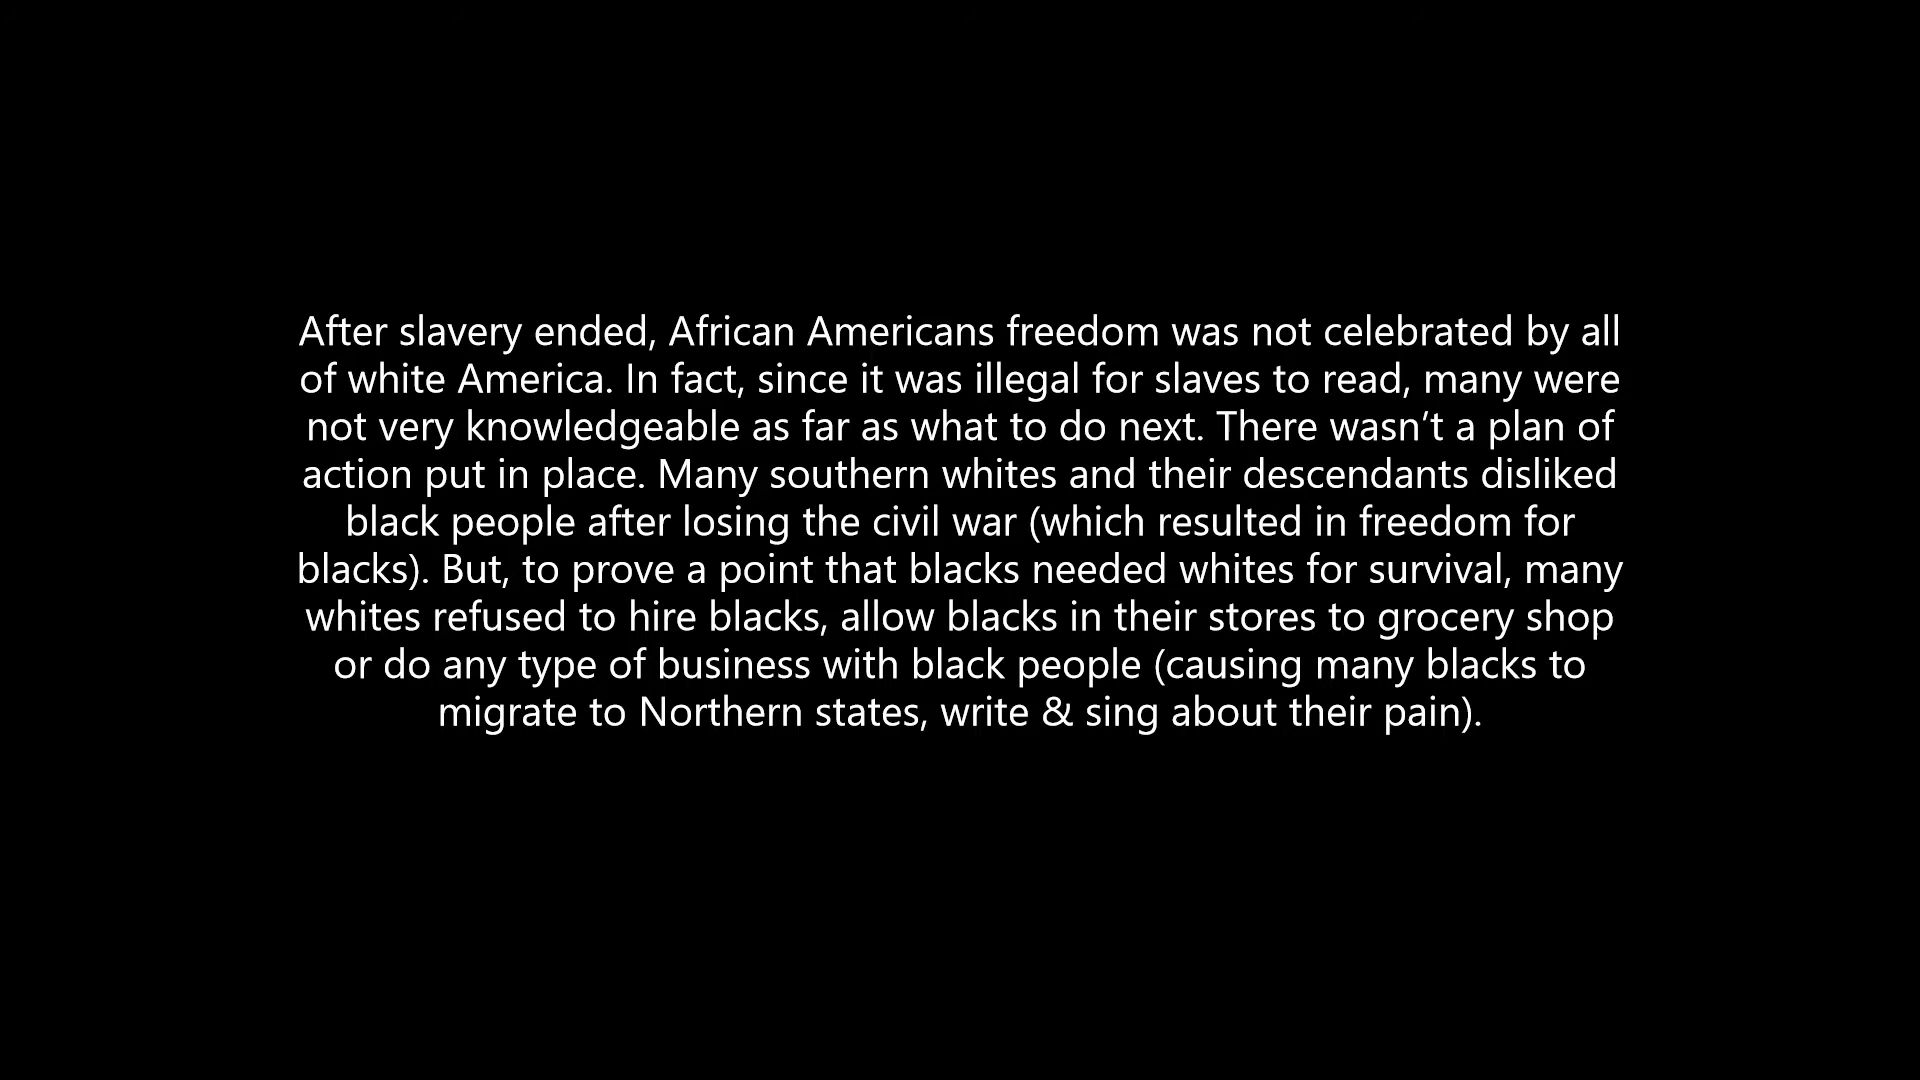 After slavery ended, African Americans freedom was not celebrated by all
of white America. In fact, since it was illegal for slaves to read, many were
not very knowledgeable as far as what to do next. There wasn’t a plan of
action put in place. Many southern whites and their descendants disliked
black people after losing the civil war (which resulted in freedom for
blacks). But, to prove a point that blacks needed whites for survival, many
whites refused to hire blacks, allow blacks in their stores to grocery shop
or do any type of business with black people (causing many blacks to
migrate to Northern states, write & sing about their pain).